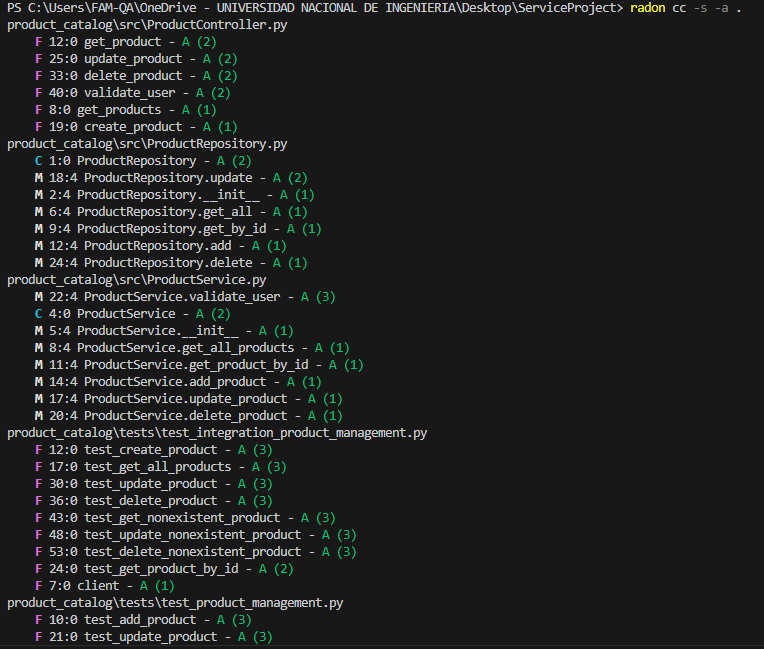 PS C:\Users\FAM-QA\OneDrive - UNIVERSIDAD NACIONAL DE INGENIERIA\Desktop\ServiceProject> radon cc -s -a .
product_catalog\src\ProductController.py
    F 12:0 get_product - A (2)
    F 25:0 update_product - A (2)
    F 33:0 delete_product - A (2)
    F 40:0 validate_user - A (2)
    F 8:0 get_products - A (1)
    F 19:0 create_product - A (1)
product_catalog\src\ProductRepository.py
    C 1:0 ProductRepository - A (2)
    M 18:4 ProductRepository.update - A (2)
    M 2:4 ProductRepository.__init__ - A (1)
    M 6:4 ProductRepository.get_all - A (1)
    M 9:4 ProductRepository.get_by_id - A (1)
    M 12:4 ProductRepository.add - A (1)
    M 24:4 ProductRepository.delete - A (1)
product_catalog\src\ProductService.py
    M 22:4 ProductService.validate_user - A (3)
    C 4:0 ProductService - A (2)
    M 5:4 ProductService.__init__ - A (1)
    M 8:4 ProductService.get_all_products - A (1)
    M 11:4 ProductService.get_product_by_id - A (1)
    M 14:4 ProductService.add_product - A (1)
    M 17:4 ProductService.update_product - A (1)
    M 20:4 ProductService.delete_product - A (1)
product_catalog\tests\test_integration_product_management.py
    F 12:0 test_create_product - A (3)
    F 17:0 test_get_all_products - A (3)
    F 30:0 test_update_product - A (3)
    F 36:0 test_delete_product - A (3)
    F 43:0 test_get_nonexistent_product - A (3)
    F 48:0 test_update_nonexistent_product - A (3)
    F 53:0 test_delete_nonexistent_product - A (3)
    F 24:0 test_get_product_by_id - A (2)
    F 7:0 client - A (1)
product_catalog\tests\test_product_management.py
    F 10:0 test_add_product - A (3)
    F 21:0 test_update_product - A (3)